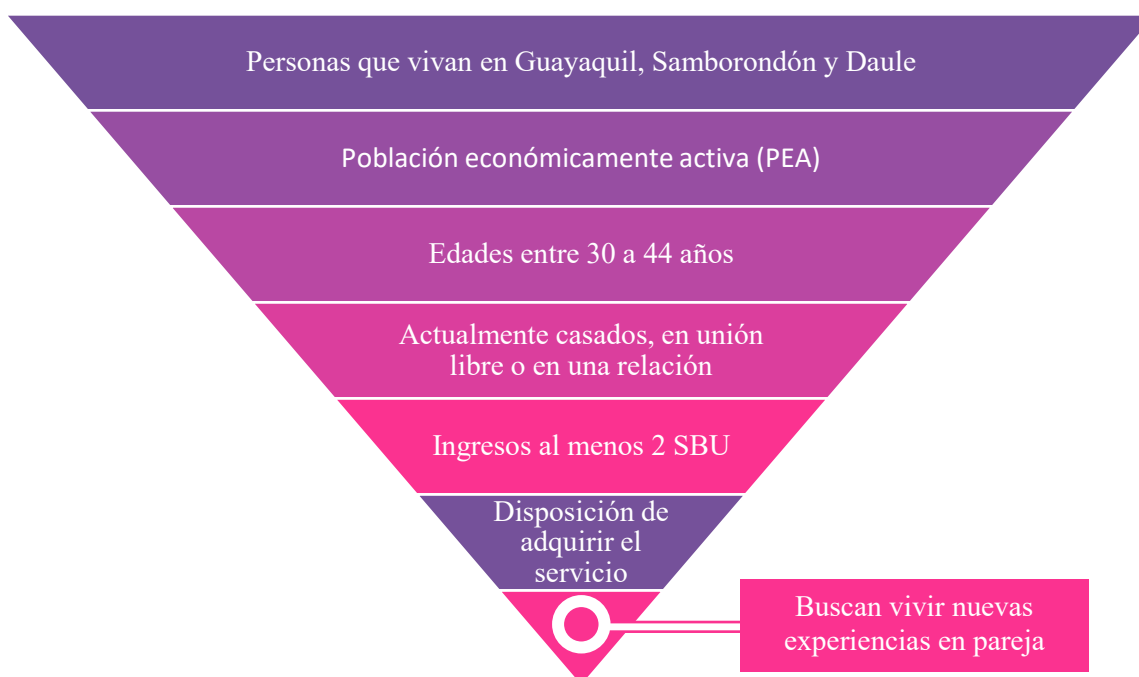 Personas que vivan en Guayaquil, Samborondón y Daule
Población económicamente activa (PEA)
Edades entre 30 a 44 años
Actualmente casados, en unión
libre o en una relación
Ingresos al menos 2 SBU
Disposición de
adquirir el
servicio
Buscan vivir nuevas
experiencias en pareja